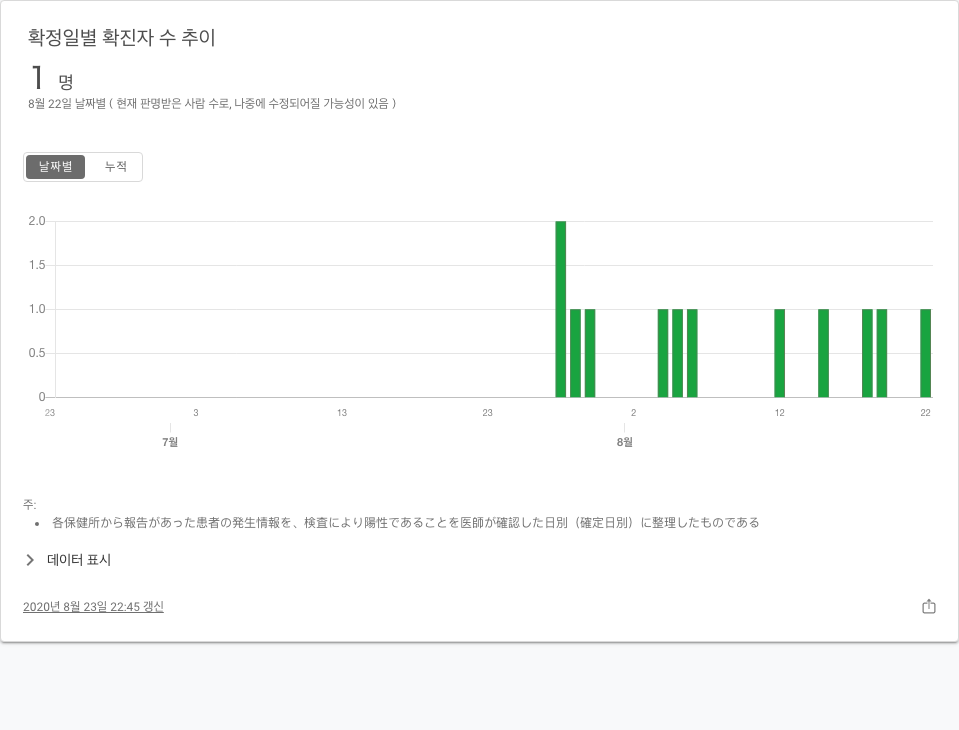 확정일별 확진자 수 추이
1 명
8월 22일 날짜별 ( 현재 판명받은 사람 수로, 나중에 수정되어질 가능성이 있음 )
날짜별 누적
2.0
1.5
1.0
0.5
0
23 3 13 23 2 12 22
7월 8월
주:
• 各保健所から報告があった患者の発生情報を、検査により陽性であることを医師が確認した日別（確定日別）に整理したものである
데이터 표시
2020년 8월 23일 22:45 갱신